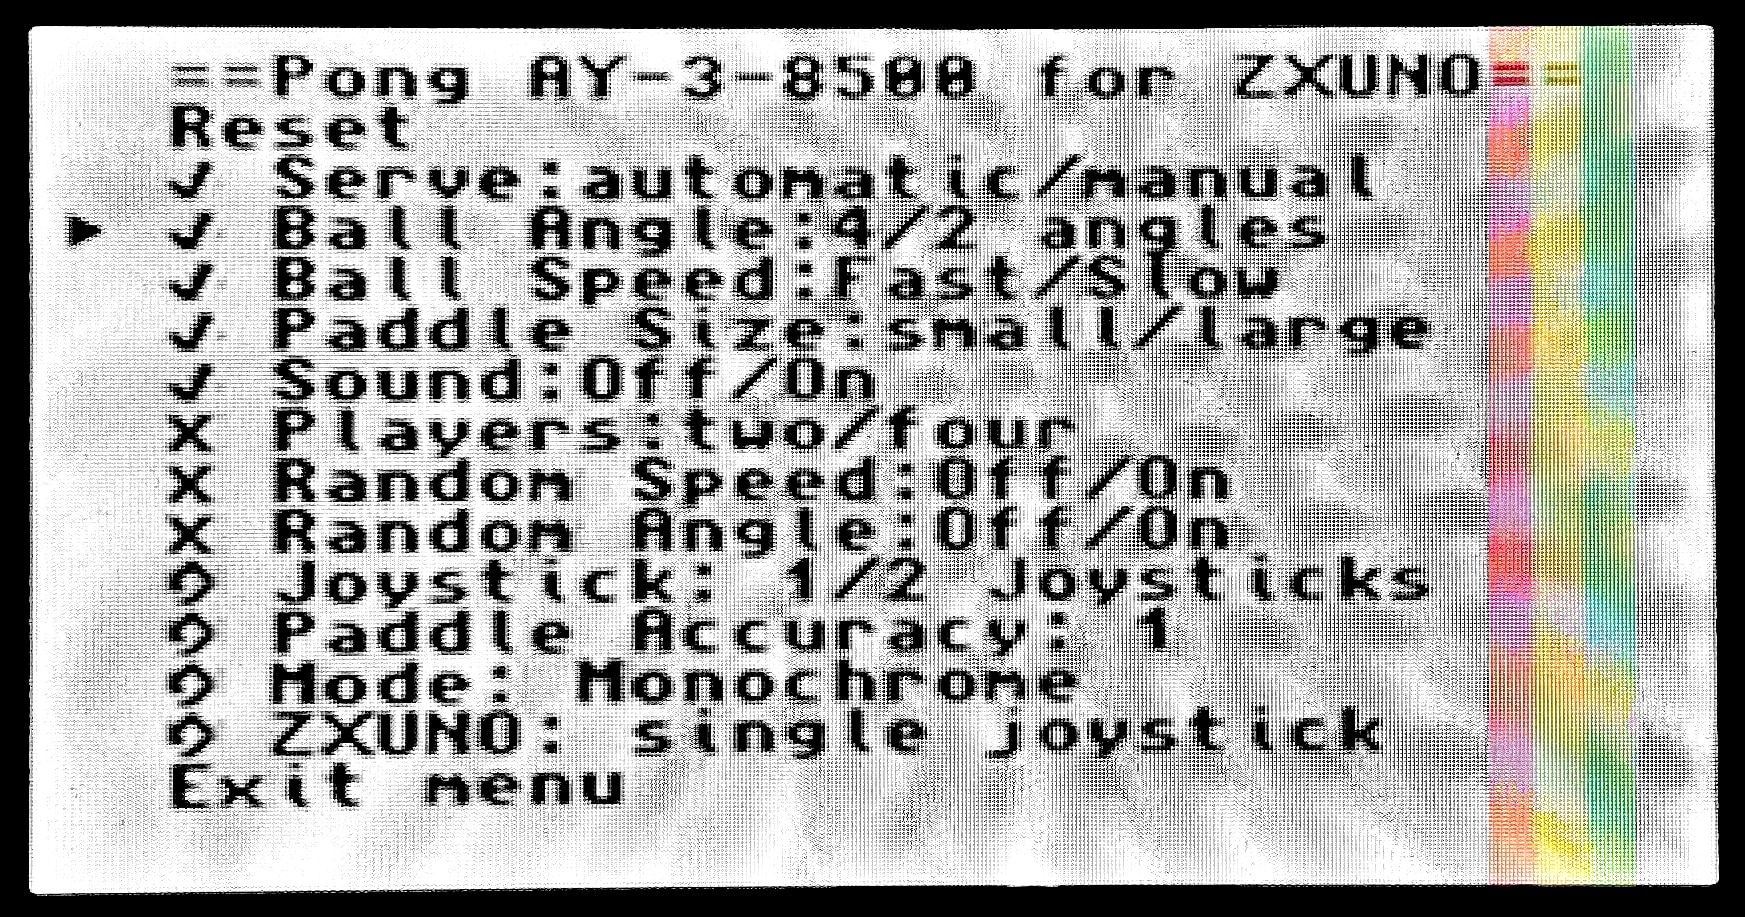 ==Pong AY-3-8500 for ZXUNO==
Reset
✓ Serve:automatic/manual
▶ ✓ Ball Angle:4/2 angles
✓ Ball Speed:Fast/Slow
✓ Paddle Size:small/large
✓ Sound:Off/On
X Players:two/four
X Random Speed:Off/On
X Random Angle:Off/On
Joystick: 1/2 Joysticks
Paddle Accuracy: 1
Mode: Monochrome
ZXUNO: single joystick
Exit menu